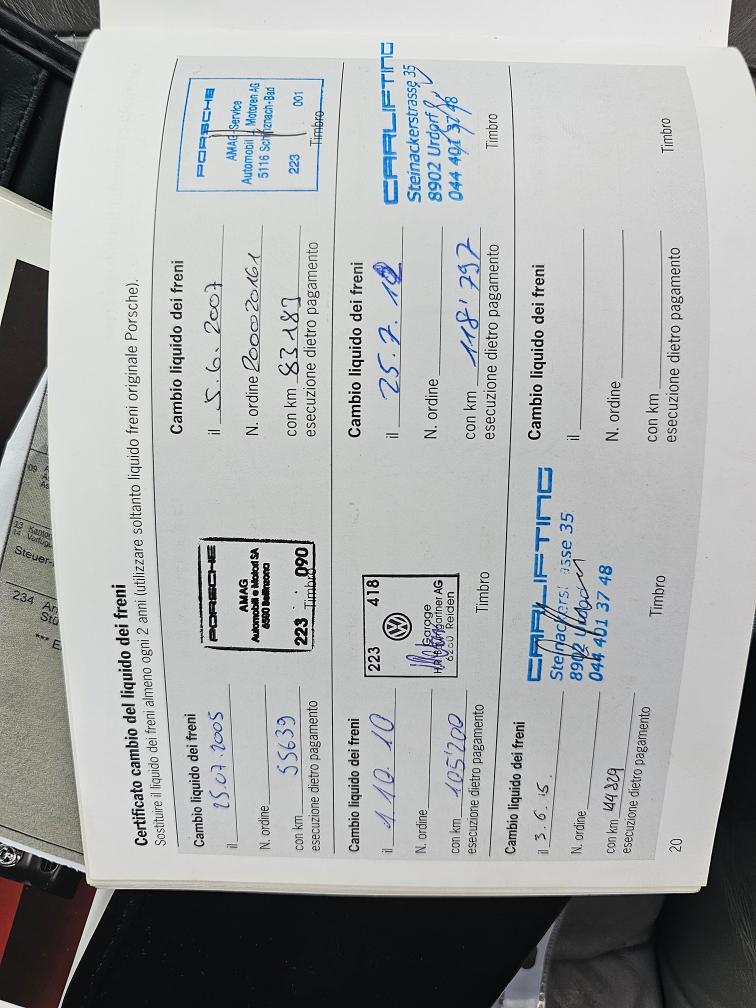 Certificato cambio del liquido dei freni
Sostituire il liquido dei freni almeno ogni 2 anni (utilizzare soltanto liquido freni originale Porsche).
Cambio liquido dei freni
il 25.07.2005
N. ordine
con km 55639
esecuzione dietro pagamento
PORSCHE
AMAG
Automobili e Motori SA
6500 Bellinzona
223 090
Timbro
Cambio liquido dei freni
il 5.6.2007
N. ordine 2000020161
con km 83183
esecuzione dietro pagamento
PORSCHE
AMAG Service
Automobil Motoren AG
5116 Schinznach-Bad
223 001
Timbro
Cambio liquido dei freni
il 1.10.10
N. ordine
con km 105'200
esecuzione dietro pagamento
223 418
VW
Garage
6260 Reiden
Timbro
Cambio liquido dei freni
il 25.7.12
N. ordine
con km 118'797
esecuzione dietro pagamento
CARLIFTING
Steinackerstrasse 35
8902 Urdorf
044 401 37 48
Timbro
Cambio liquido dei freni
il 3.6.15.
N. ordine
con km
esecuzione dietro pagamento
CARLIFTING
Steinackerstrasse 35
8902 Urdorf
044 401 37 48
Timbro
Cambio liquido dei freni
il
N. ordine
con km
esecuzione dietro pagamento
Timbro
20
234